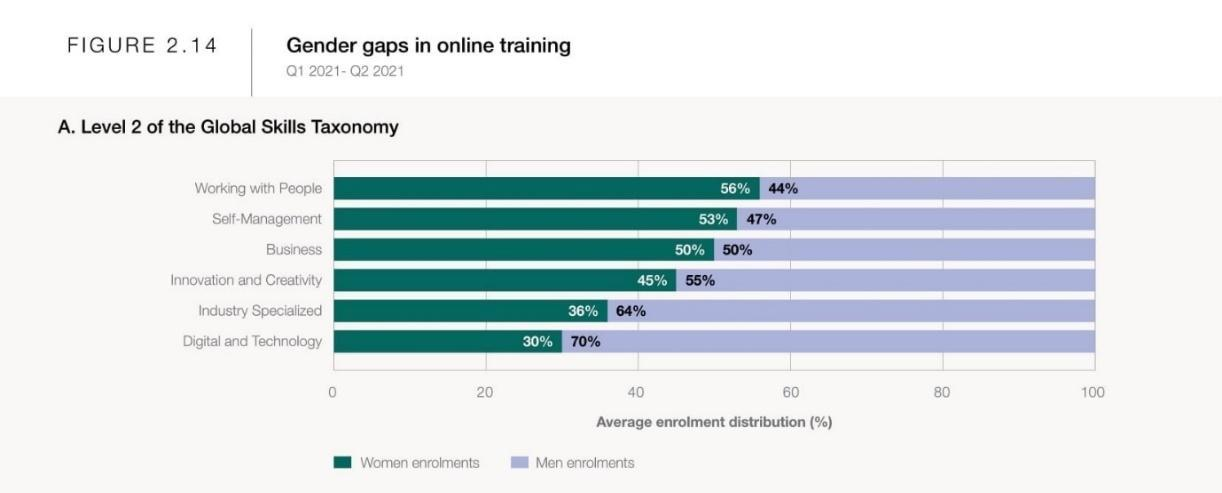 FIGURE 2.14
Gender gaps in online training
Q1 2021- Q2 2021
A. Level 2 of the Global Skills Taxonomy
Working with People 56% 44%
Self-Management 53% 47%
Business 50% 50%
Innovation and Creativity 45% 55%
Industry Specialized 36% 64%
Digital and Technology 30% 70%
0 20 40 60 80 100
Average enrolment distribution (%)
Women enrolments Men enrolments